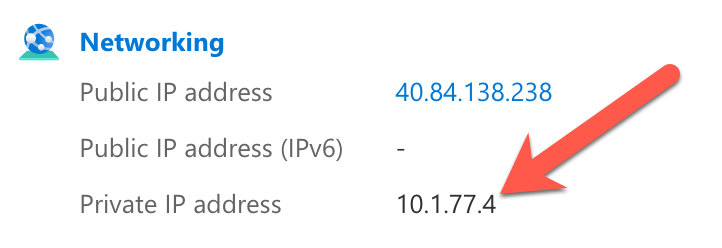 Networking
Public IP address 40.84.138.238
Public IP address (IPv6) -
Private IP address 10.1.77.4